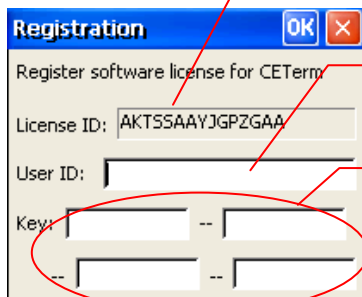 Registration OK
Register software license for CETerm
License ID: AKTSSAAYJGPZGAA
User ID:
Key: --
-- --